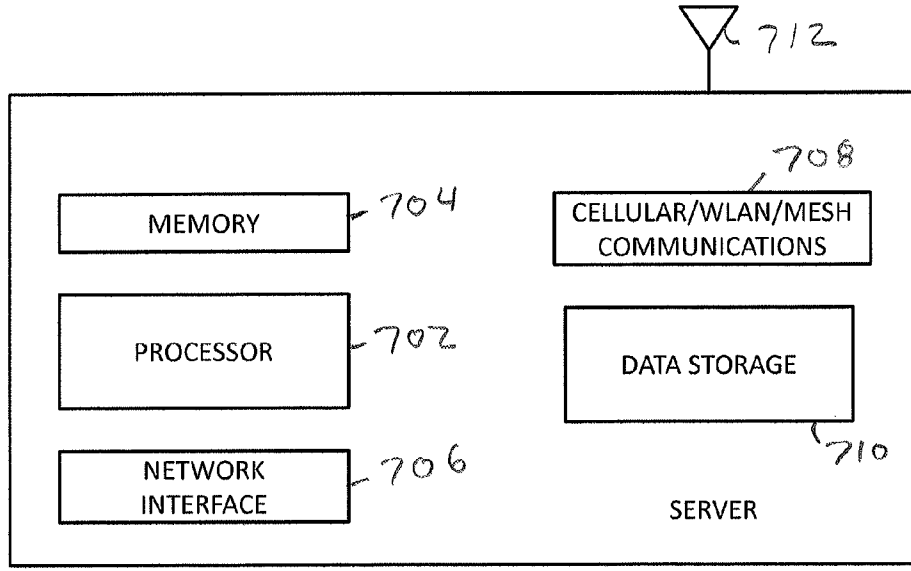 712
708
MEMORY
704
CELLULAR/WLAN/MESH
COMMUNICATIONS
PROCESSOR
702
DATA STORAGE
710
NETWORK
INTERFACE
706
SERVER